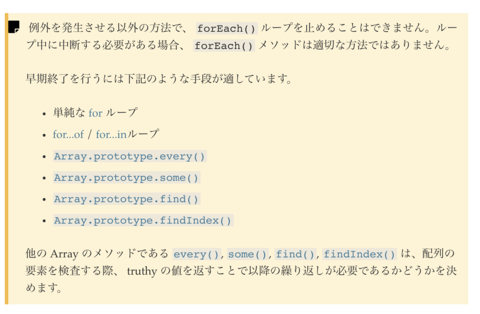 例外を発生させる以外の方法で、 forEach() ループを止めることはできません。ルー
プ中に中断する必要がある場合、 forEach() メソッドは適切な方法ではありません。
早期終了を行うには下記のような手段が適しています。
• 単純な for ループ
• for...of / for...inループ
• Array.prototype.every()
• Array.prototype.some()
• Array.prototype.find()
• Array.prototype.findIndex()
他の Array のメソッドである every(), some(), find(), findIndex() は、配列の
要素を検査する際、 truthy の値を返すことで以降の繰り返しが必要であるかどうかを決
めます。